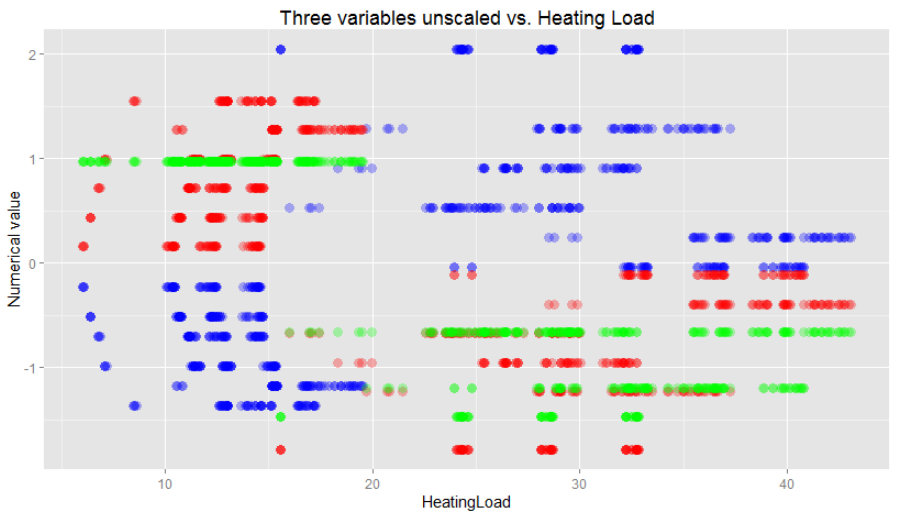 Three variables unscaled vs. Heating Load
Numerical value
2
1
0
-1
10
20
30
40
HeatingLoad